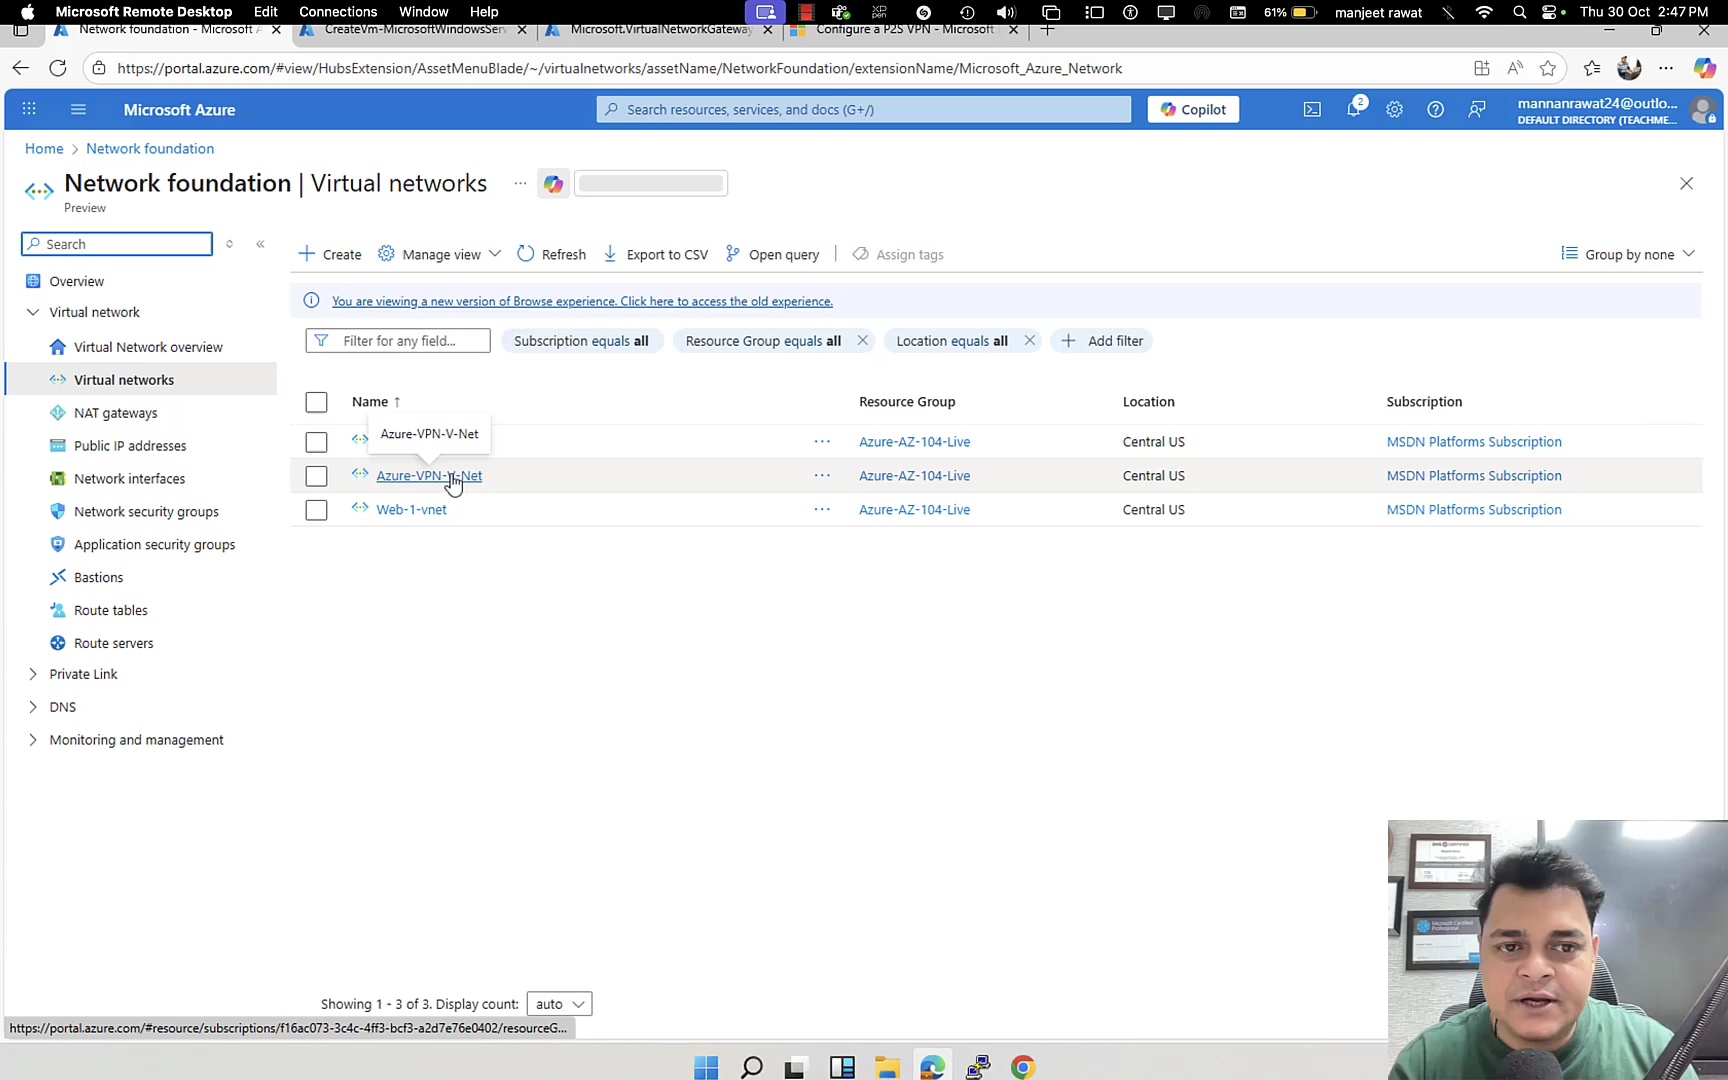 Microsoft Remote Desktop Edit Connections Window Help
XP PEN 61% manjeet rawat Thu 30 Oct 2:47 PM
Network foundation - Microsoft A
CreateVm-MicrosoftWindowsServ
Microsoft.VirtualNetworkGateway
Configure a P2S VPN - Microsoft
https://portal.azure.com/#view/HubsExtension/AssetMenuBlade/~/virtualnetworks/assetName/NetworkFoundation/extensionName/Microsoft_Azure_Network
Microsoft Azure
Search resources, services, and docs (G+/)
Copilot
2
mannanrawat24@outlo...
DEFAULT DIRECTORY (TEACHME...
Home > Network foundation
Network foundation | Virtual networks ...
Preview
Search
Overview
Virtual network
Virtual Network overview
Virtual networks
NAT gateways
Public IP addresses
Network interfaces
Network security groups
Application security groups
Bastions
Route tables
Route servers
Private Link
DNS
Monitoring and management
Create Manage view Refresh Export to CSV Open query Assign tags Group by none
You are viewing a new version of Browse experience. Click here to access the old experience.
Filter for any field... Subscription equals all Resource Group equals all Location equals all Add filter
Name ↑ Resource Group Location Subscription
Azure-VPN-V-Net
... Azure-AZ-104-Live Central US MSDN Platforms Subscription
Azure-VPN-V-Net ... Azure-AZ-104-Live Central US MSDN Platforms Subscription
Web-1-vnet ... Azure-AZ-104-Live Central US MSDN Platforms Subscription
Showing 1 - 3 of 3. Display count: auto
https://portal.azure.com/#resource/subscriptions/f16ac073-3c4c-4ff3-bcf3-a2d7e76e0402/resourceG...